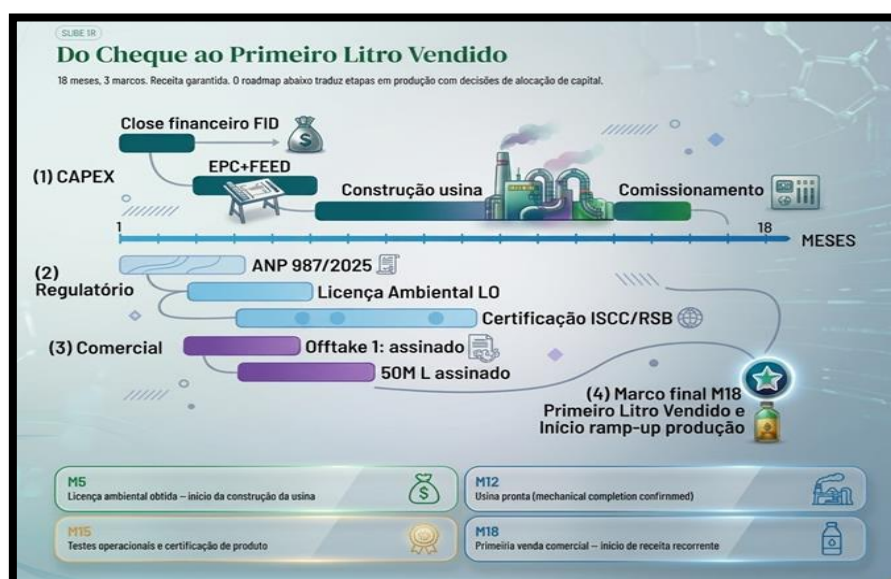 SLIBE 1R
Do Cheque ao Primeiro Litro Vendido
18 meses, 3 marcos. Receita garantida. O roadmap abaixo traduz etapas em produção com decisões de alocação de capital.
Close financeiro FID
$
EPC+FEED
(1) CAPEX
Construção usina
Comissionamento
1
18
MESES
(2)
Regulatório
ANP 987/2025
Licença Ambiental LO
Certificação ISCC/RSB
(3) Comercial
Offtake 1: assinado
50M L assinado
(4) Marco final M18
Primeiro Litro Vendido e
Início ramp-up produção
M5
Licença ambiental obtida – início da construção da usina
$
M12
Usina pronta (mechanical completion confirnmed)
M15
Testes operacionais e certificação de produto
M18
Primeiiia venda comercial – inicio de receita recorrente